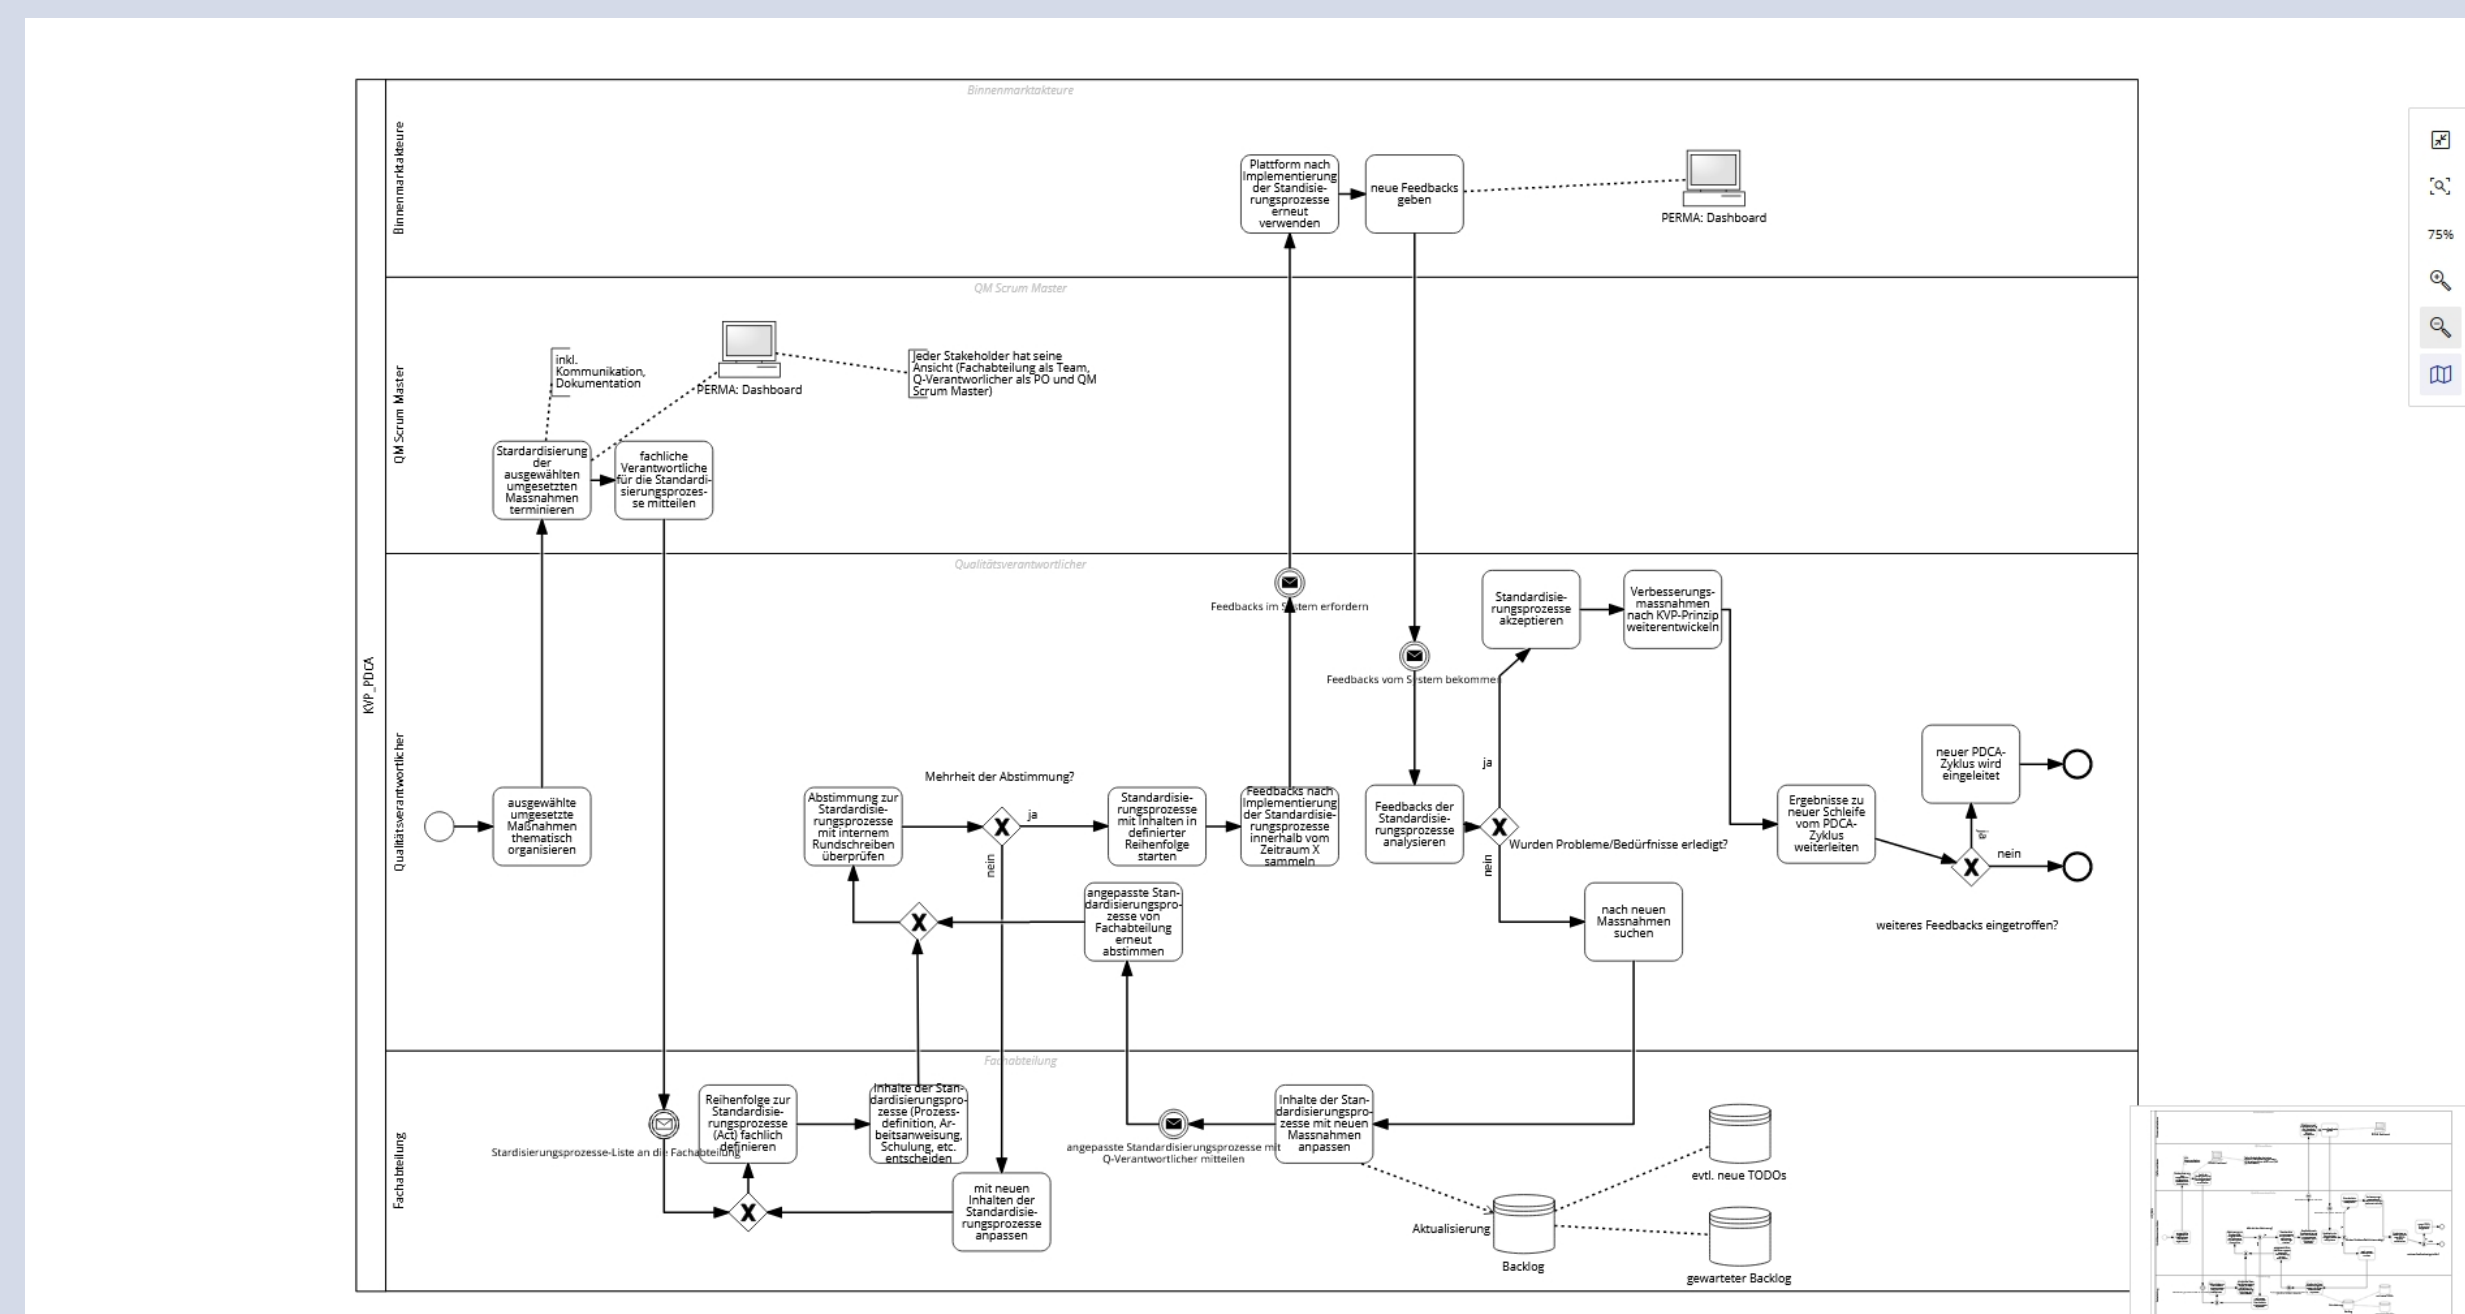 Binnenmarktakteure
Binnenmarktakteure
Plattform nach
Implementierung
der Standisie-
rungsprozesse
erneut
verwenden
neue Feedbacks
geben
PERMA: Dashboard
75%
QM Scrum Master
QM Scrum Master
inkl.
Kommunikation,
Dokumentation
PERMA: Dashboard
Jeder Stakeholder hat seine
Ansicht (Fachabteilung als Team,
Q-Verantworlicher als PO und QM
Scrum Master)
Stardardisierung
der
ausgewählten
umgesetzten
Massnahmen
terminieren
fachliche
Verantwortliche
für die Standardi-
sierungsprozes-
se mitteilen
KVP_PDCA
Qualitätsverantwortlicher
Qualitätsverantwortlicher
Feedbacks im System erfordern
Feedbacks vom System bekommen
Standardisie-
rungsprozesse
akzeptieren
Verbesserungs-
massnahmen
nach KVP-Prinzip
weiterentwickeln
ausgewählte
umgesetzte
Maßnahmen
thematisch
organisieren
Abstimmung zur
Stardardisie-
rungsprozesse
mit internem
Rundschreiben
überprüfen
Mehrheit der Abstimmung?
ja
nein
Standardisie-
rungsprozesse
mit Inhalten in
definierter
Reihenfolge
starten
Feedbacks nach
Implementierung
der Standardisie-
rungsprozesse
innerhalb vom
Zeitraum X
sammeln
Feedbacks der
Standardisie-
rungsprozesse
analysieren
ja
nein
Wurden Probleme/Bedürfnisse erledigt?
Ergebnisse zu
neuer Schleife
vom PDCA-
Zyklus
weiterleiten
neuer PDCA-
Zyklus wird
eingeleitet
ja
nein
weiteres Feedbacks eingetroffen?
angepasste Stan-
dardisierungspro-
zesse von
Fachabteilung
erneut
abstimmen
nach neuen
Massnahmen
suchen
Fachabteilung
Fachabteilung
Stardisierungsprozesse-Liste an die Fachabteilung
Reihenfolge zur
Standardisie-
rungsprozesse
(Act) fachlich
definieren
Inhalte der Stan-
dardisierungspro-
zesse (Prozess-
definition, Ar-
beitsanweisung,
Schulung, etc.
entscheiden
mit neuen
Inhalten der
Standardisie-
rungsprozesse
anpassen
angepasste Standardisierungsprozesse mit
Q-Verantwortlicher mitteilen
Inhalte der Stan-
dardisierungspro-
zesse mit neuen
Massnahmen
anpassen
Aktualisierung
Backlog
evtl. neue TODOs
gewarteter Backlog